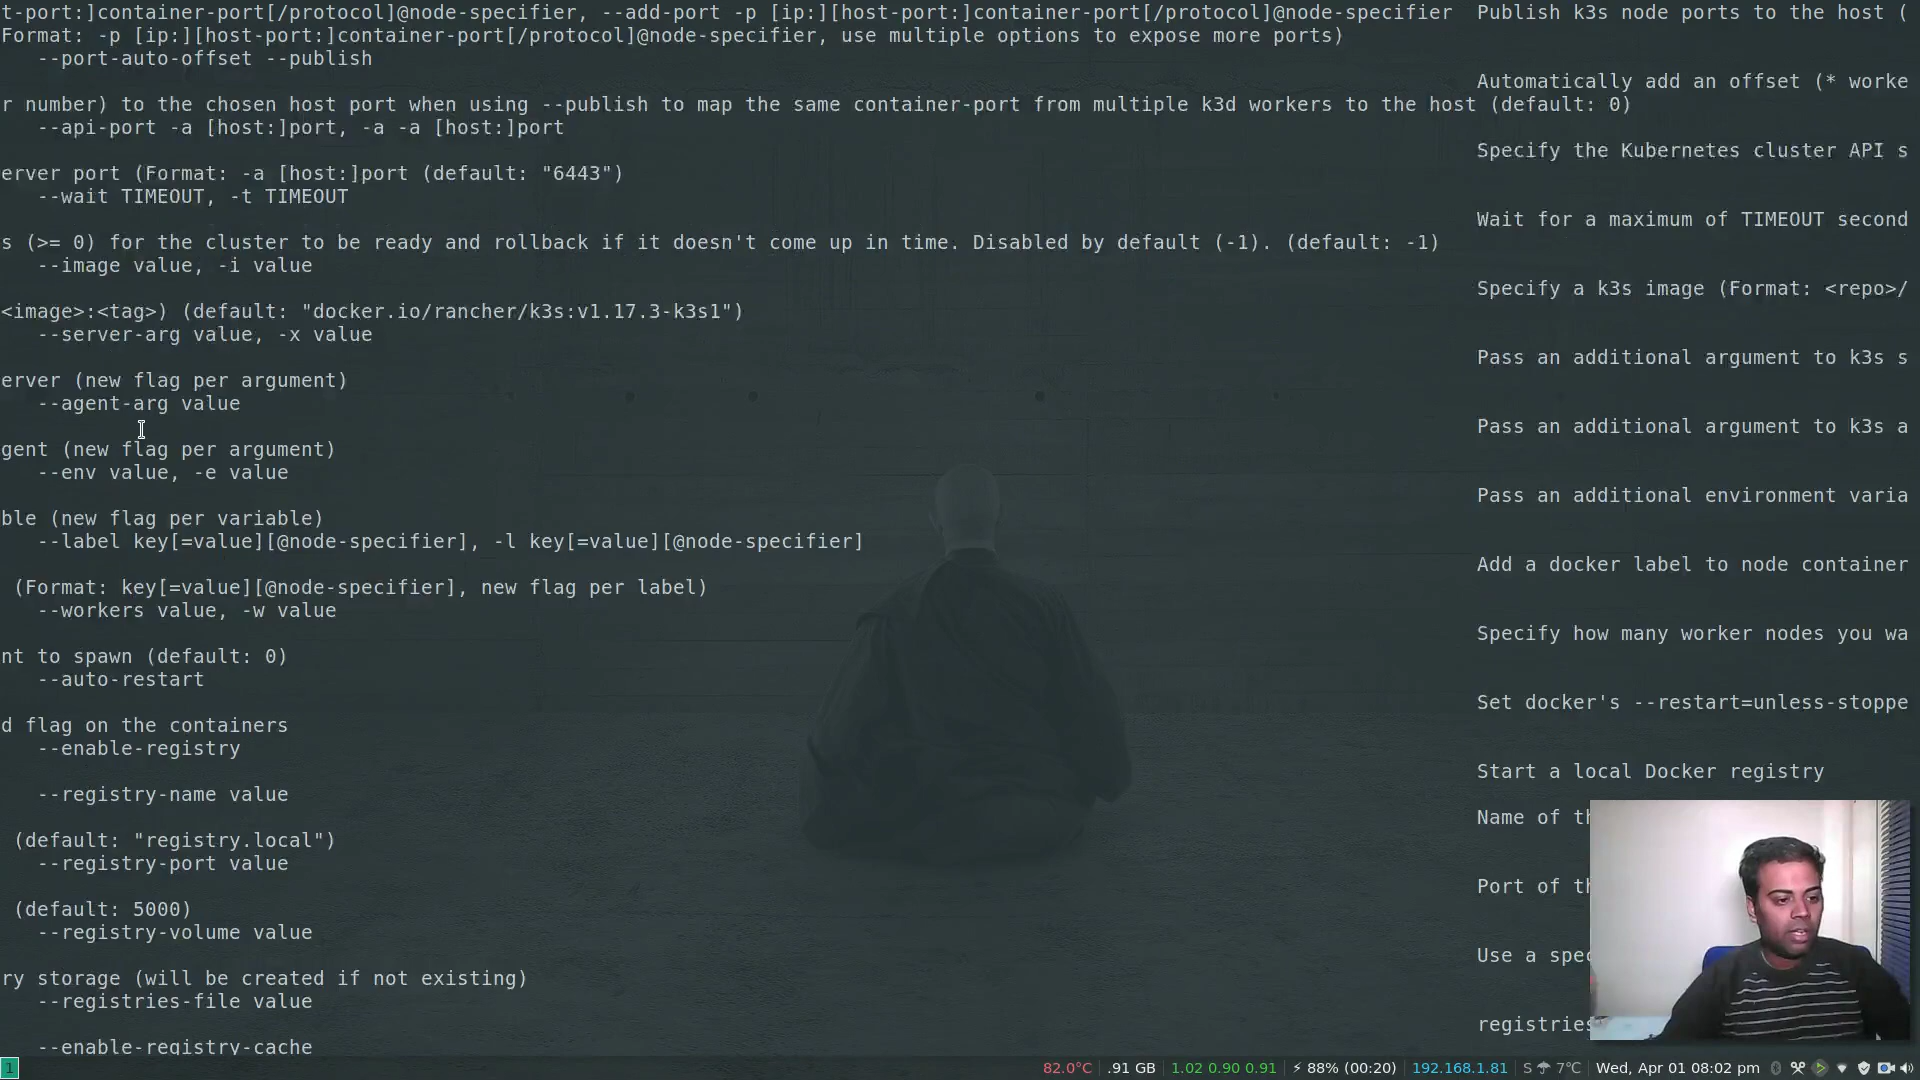 t-port:]container-port[/protocol]@node-specifier, --add-port -p [ip:][host-port:]container-port[/protocol]@node-specifier  Publish k3s node ports to the host (
Format: -p [ip:][host-port:]container-port[/protocol]@node-specifier, use multiple options to expose more ports)
--port-auto-offset --publish
Automatically add an offset (* worke
r number) to the chosen host port when using --publish to map the same container-port from multiple k3d workers to the host (default: 0)
--api-port -a [host:]port, -a -a [host:]port
Specify the Kubernetes cluster API s
erver port (Format: -a [host:]port (default: "6443")
--wait TIMEOUT, -t TIMEOUT
Wait for a maximum of TIMEOUT second
s (>= 0) for the cluster to be ready and rollback if it doesn't come up in time. Disabled by default (-1). (default: -1)
--image value, -i value
Specify a k3s image (Format: <repo>/
<image>:<tag>) (default: "docker.io/rancher/k3s:v1.17.3-k3s1")
--server-arg value, -x value
Pass an additional argument to k3s s
erver (new flag per argument)
--agent-arg value
Pass an additional argument to k3s a
gent (new flag per argument)
--env value, -e value
Pass an additional environment varia
ble (new flag per variable)
--label key[=value][@node-specifier], -l key[=value][@node-specifier]
Add a docker label to node container
(Format: key[=value][@node-specifier], new flag per label)
--workers value, -w value
Specify how many worker nodes you wa
nt to spawn (default: 0)
--auto-restart
Set docker's --restart=unless-stoppe
d flag on the containers
--enable-registry
Start a local Docker registry
--registry-name value
Name of th
(default: "registry.local")
--registry-port value
Port of th
(default: 5000)
--registry-volume value
Use a spec
ry storage (will be created if not existing)
--registries-file value
registries
--enable-registry-cache
1  82.0°C  .91 GB  1.02 0.90 0.91  88% (00:20)  192.168.1.81  S 7°C  Wed, Apr 01 08:02 pm